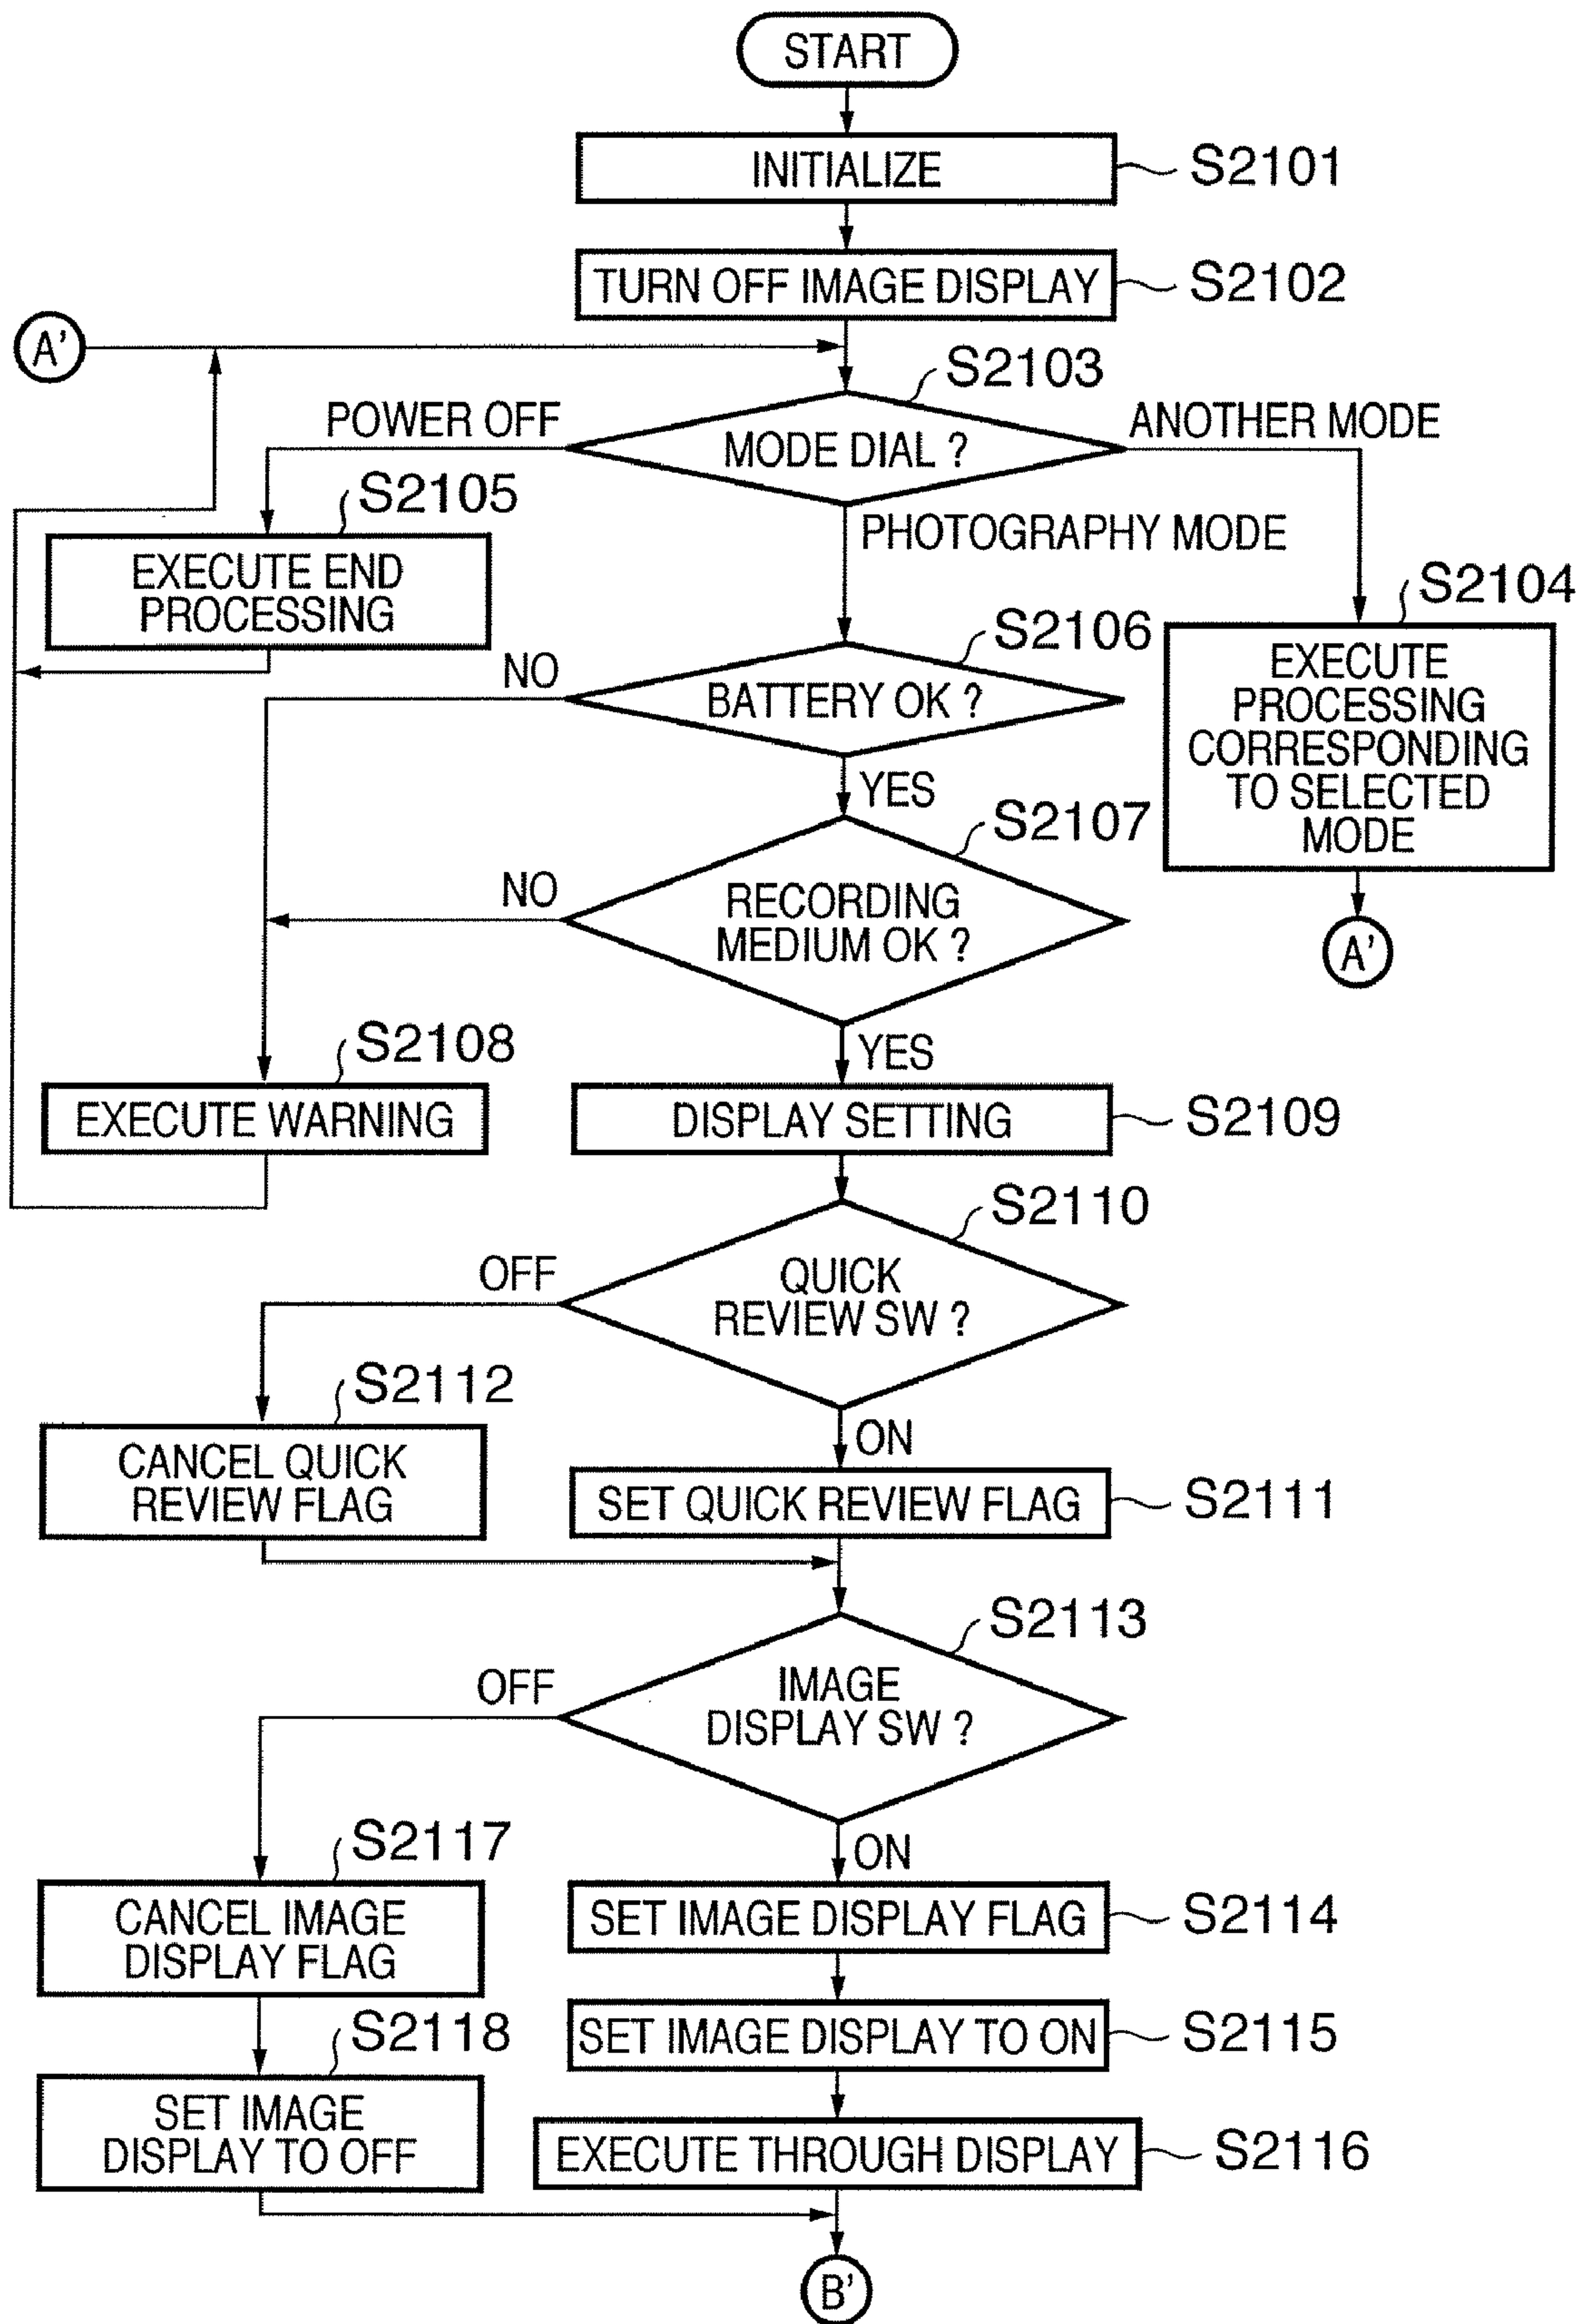 START
INITIALIZE
S2101
TURN OFF IMAGE DISPLAY
S2102
A'
S2103
POWER OFF
MODE DIAL ?
ANOTHER MODE
S2105
PHOTOGRAPHY MODE
EXECUTE END
PROCESSING
S2104
S2106
NO
BATTERY OK ?
EXECUTE
PROCESSING
CORRESPONDING
TO SELECTED
MODE
YES
S2107
NO
RECORDING
MEDIUM OK ?
A'
S2108
YES
EXECUTE WARNING
DISPLAY SETTING
S2109
S2110
OFF
QUICK
REVIEW SW ?
S2112
ON
CANCEL QUICK
REVIEW FLAG
SET QUICK REVIEW FLAG
S2111
S2113
OFF
IMAGE
DISPLAY SW ?
S2117
ON
CANCEL IMAGE
DISPLAY FLAG
SET IMAGE DISPLAY FLAG
S2114
S2118
SET IMAGE DISPLAY TO ON
S2115
SET IMAGE
DISPLAY TO OFF
EXECUTE THROUGH DISPLAY
S2116
B'